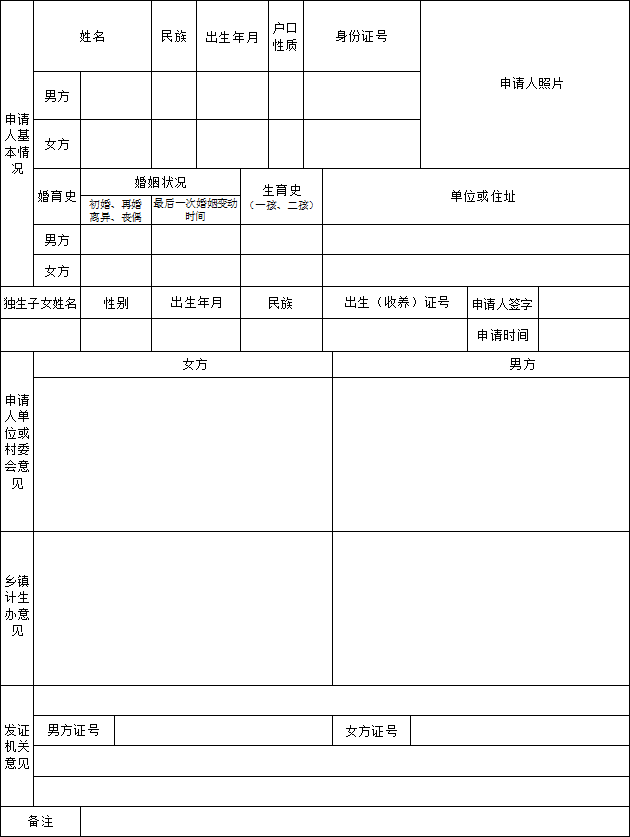 姓名
民族
出生年月
户口
性质
身份证号
申请人照片
申请
人基
本情
况
男方
女方
婚育史
婚姻状况
初婚、再婚
离异、丧偶
最后一次婚姻变动
时间
生育史
（一孩、二孩）
单位或住址
男方
女方
独生子女姓名
性别
出生年月
民族
出生（收养）证号
申请人签字
申请时间
女方
男方
申请
人单
位或
村委
会意
见
乡镇
计生
办意
见
发证
机关
意见
男方证号
女方证号
备注